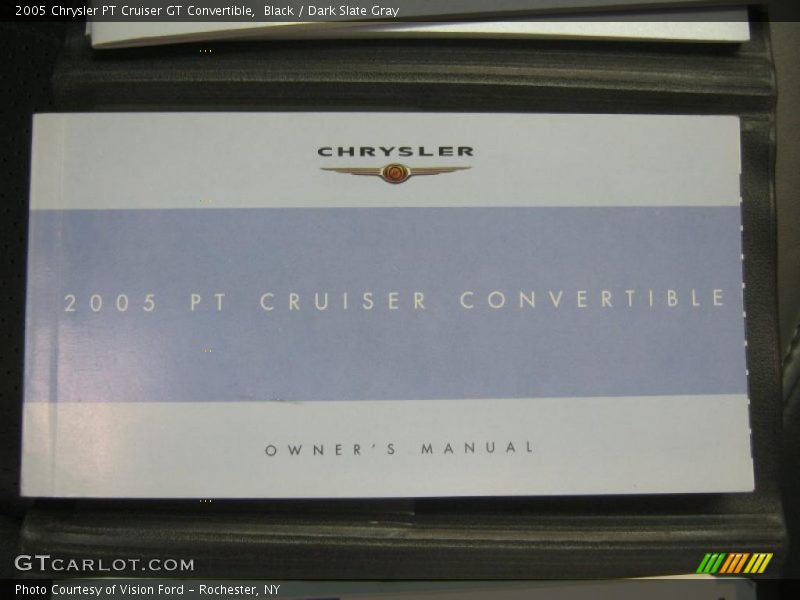 2005 Chrysler PT Cruiser GT Convertible,  Black / Dark Slate Gray
CHRYSLER
2005 PT CRUISER CONVERTIBLE
OWNER'S MANUAL
GTCARLOT.COM
Photo Courtesy of Vision Ford - Rochester, NY